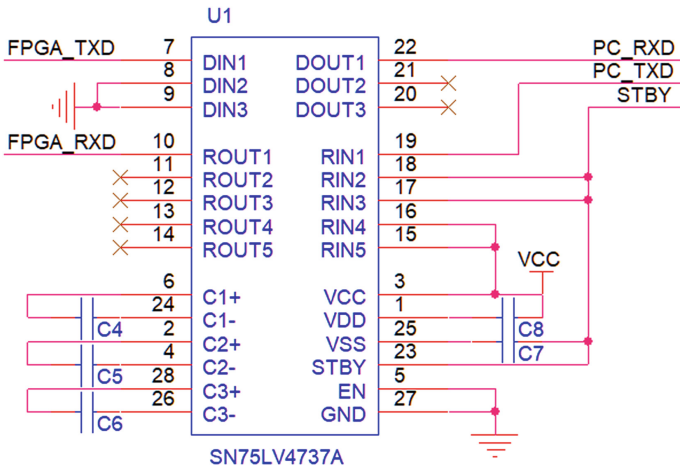 U1
FPGA_TXD 7 DIN1 DOUT1 22 PC_RXD
8 DIN2 DOUT2 21 PC_TXD
9 DIN3 DOUT3 20 STBY
FPGA_RXD 10 ROUT1 RIN1 19
11 ROUT2 RIN2 18
12 ROUT3 RIN3 17
13 ROUT4 RIN4 16
14 ROUT5 RIN5 15
VCC
6 C1+ VCC 3
24 C1- VDD 1
C4 C8
2 C2+ VSS 25
C7
4 C2- STBY 23
C5
28 C3+ EN 5
26 C3- GND 27
C6
SN75LV4737A